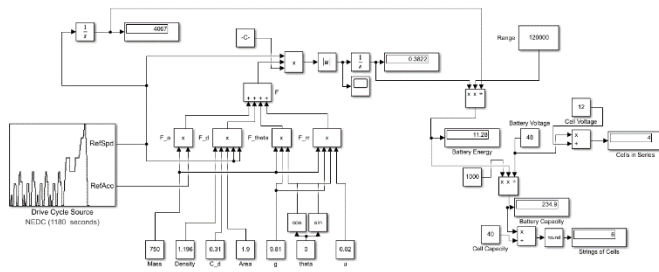 1
s
4067
-C-
x
|u|
1
s
0.3822
Range
120000
F
+ + + +
x x ÷
12
Cell Voltage
Battery Voltage
48
x
÷
4
Cells in Series
11.28
Battery Energy
1000
x x ÷
234.9
Battery Capacity
40
Cell Capacity
x
÷
round
6
Strings of Cells
RefSpd
RefAcc
Drive Cycle Source
NEDC (1180 seconds)
F_a
x
F_d
x
F_theta
x
F_rr
x
cos
sin
750
Mass
1.196
Density
0.31
C_d
1.9
Area
9.81
g
theta
0.02
u